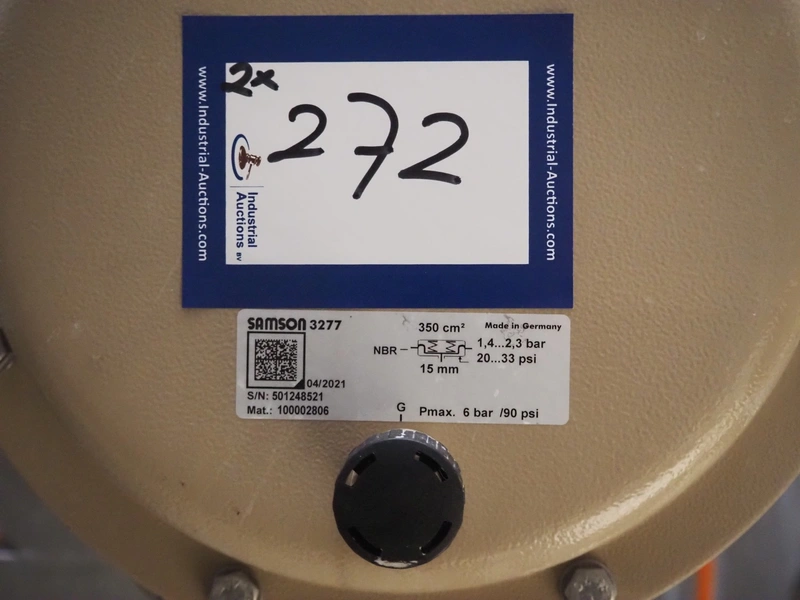 2x
272
www.Industrial-Auctions.com
Industrial
Auctions BV
www.Industrial-Auctions.com
SAMSON 3277
350 cm²
Made in Germany
NBR
1,4...2,3 bar
20...33 psi
15 mm
04/2021
S/N: 501248521
Mat.: 100002806
G
Pmax. 6 bar /90 psi